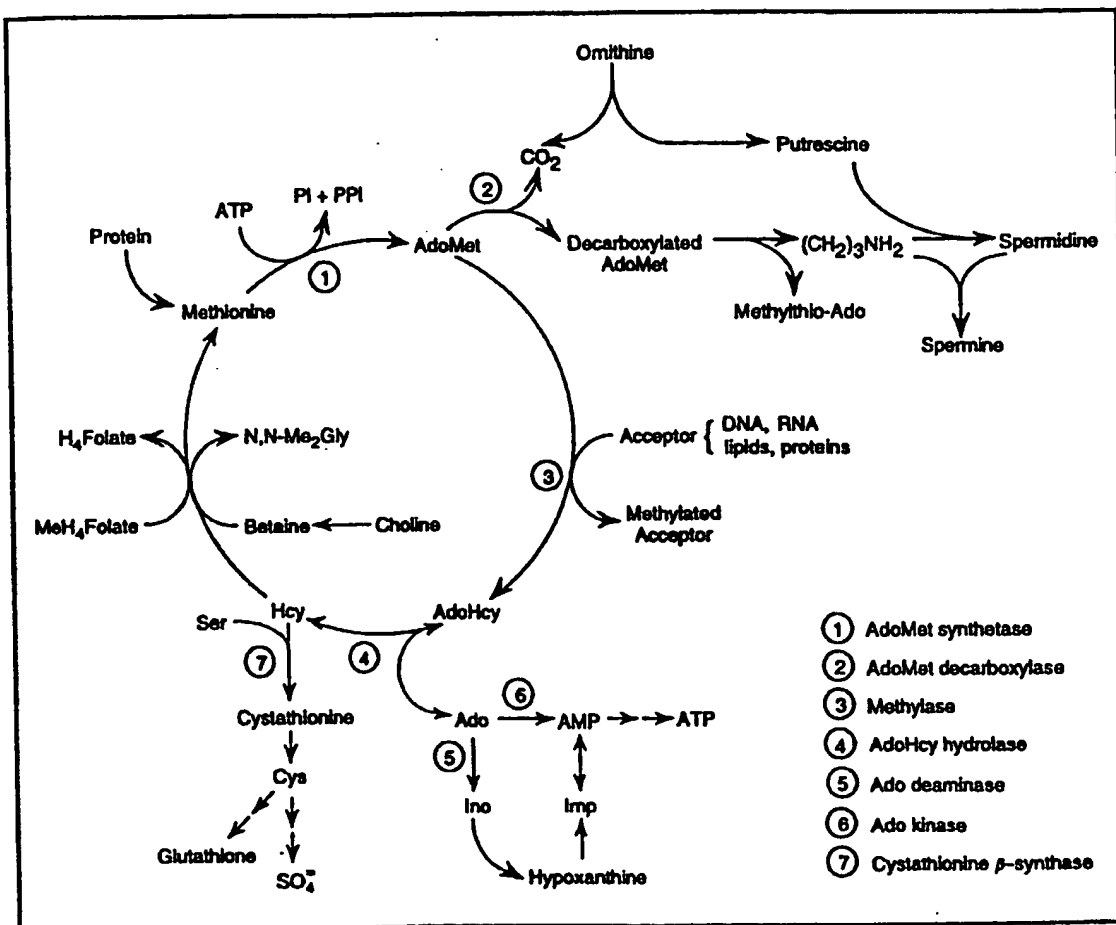 Ornithine
CO₂
Putrescine
②
Pi + PPi
ATP
Protein
AdoMet
Decarboxylated
AdoMet
(CH₂)₃NH₂
Spermidine
①
Methionine
Methylthio-Ado
Spermine
H₄Folate
N,N-Me₂Gly
Acceptor { DNA, RNA
lipids, proteins
③
MeH₄Folate
Betaine
Choline
Methylated
Acceptor
Hcy
AdoHcy
Ser
④
⑦
Cystathionine
Ado
⑥
AMP
ATP
⑤
Cys
Ino
Imp
Glutathione
SO₄⁼
Hypoxanthine
① AdoMet synthetase
② AdoMet decarboxylase
③ Methylase
④ AdoHcy hydrolase
⑤ Ado deaminase
⑥ Ado kinase
⑦ Cystathionine β-synthase